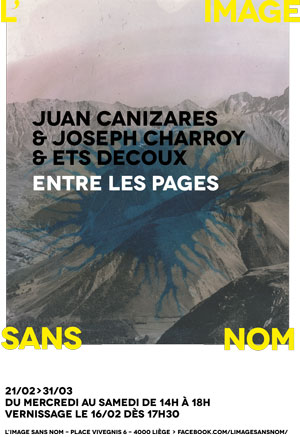 L' IMAGE
JUAN CANIZARES
& JOSEPH CHARROY
& ETS DECOUX
ENTRE LES PAGES
SANS NOM
21/02>31/03
DU MERCREDI AU SAMEDI DE 14H À 18H
VERNISSAGE LE 16/02 DÈS 17H30
L'IMAGE SANS NOM – PLACE VIVEGNIS 6 – 4000 LIÈGE > FACEBOOK.COM/LIMAGESANSNOM/